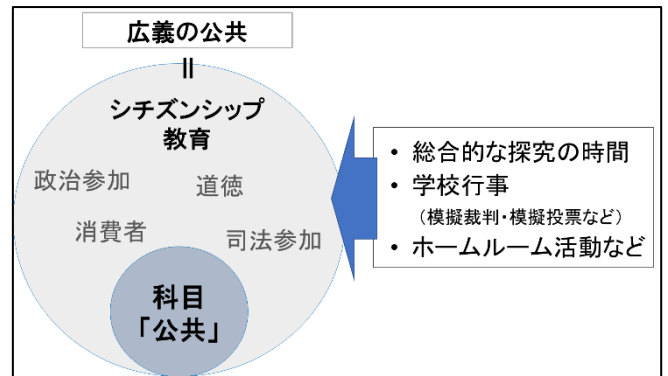 広義の公共
=
シチズンシップ
教育
政治参加
道徳
消費者
司法参加
科目
「公共」
• 総合的な探究の時間
• 学校行事
（模擬裁判・模擬投票など）
• ホームルーム活動など